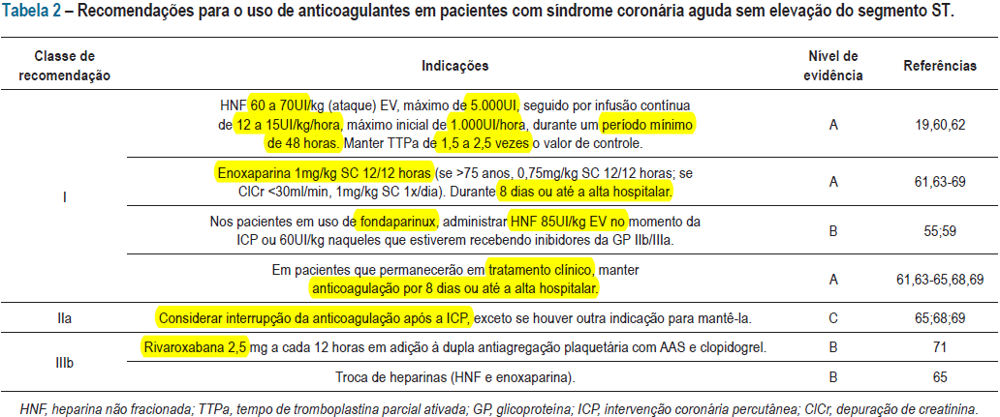 Tabela 2 – Recomendações para o uso de anticoagulantes em pacientes com síndrome coronária aguda sem elevação do segmento ST.
Classe de
recomendação
Indicações
Nível de
evidência
Referências
I
HNF 60 a 70UI/kg (ataque) EV, máximo de 5.000UI, seguido por infusão contínua
de 12 a 15UI/kg/hora, máximo inicial de 1.000UI/hora, durante um período mínimo
de 48 horas. Manter TTPa de 1,5 a 2,5 vezes o valor de controle.
A
19,60,62
Enoxaparina 1mg/kg SC 12/12 horas (se >75 anos, 0,75mg/kg SC 12/12 horas; se
ClCr <30ml/min, 1mg/kg SC 1x/dia). Durante 8 dias ou até a alta hospitalar.
A
61,63-69
Nos pacientes em uso de fondaparinux, administrar HNF 85UI/kg EV no momento da
ICP ou 60UI/kg naqueles que estiverem recebendo inibidores da GP IIb/IIIa.
B
55;59
Em pacientes que permanecerão em tratamento clínico, manter
anticoagulação por 8 dias ou até a alta hospitalar.
A
61,63-65,68,69
IIa
Considerar interrupção da anticoagulação após a ICP, exceto se houver outra indicação para mantê-la.
C
65;68;69
IIIb
Rivaroxabana 2,5 mg a cada 12 horas em adição à dupla antiagregação plaquetária com AAS e clopidogrel.
B
71
Troca de heparinas (HNF e enoxaparina).
B
65
HNF, heparina não fracionada; TTPa, tempo de tromboplastina parcial ativada; GP, glicoproteína; ICP, intervenção coronária percutânea; ClCr, depuração de creatinina.